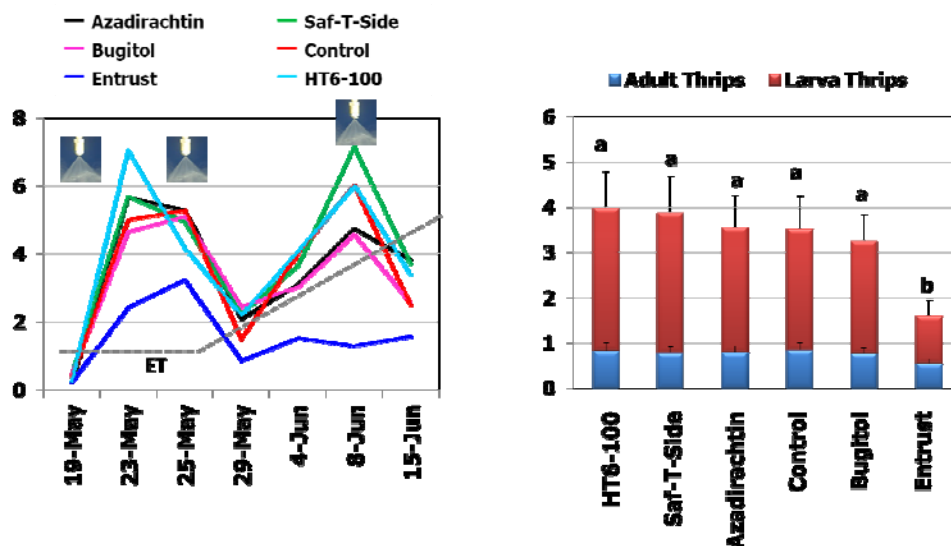 Azadirachtin Saf-T-Side
Bugitol Control
Entrust HT6-100
8
6
4
2
0
ET
19-May 23-May 25-May 29-May 4-Jun 8-Jun 15-Jun
Adult Thrips Larva Thrips
6
5
4
3
2
1
0
a a a a a b
HT6-100 Saf-T-Side Azadirachtin Control Bugitol Entrust